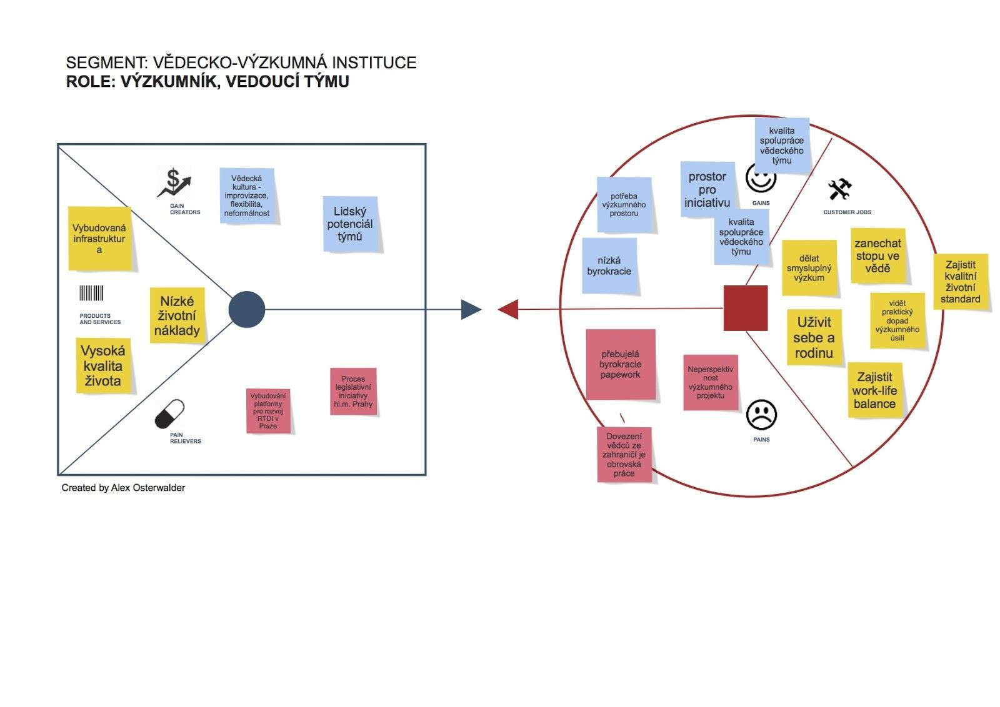 SEGMENT: VĚDECKO-VÝZKUMNÁ INSTITUCE
ROLE: VÝZKUMNÍK, VEDOUCÍ TÝMU
$
GAIN
CREATORS
Vědecká
kultura -
improvizace,
flexibilita,
neformálnost
Lidský
potenciál
týmů
Vybudovaná
infrastruktur
a
PRODUCTS
AND SERVICES
Nízké
životní
náklady
Vysoká
kvalita
života
PAIN
RELIEVERS
Vybudování
platformy
pro rozvoj
RTDI v
Praze
Proces
legislativní
iniciativy
hl.m. Prahy
Created by Alex Osterwalder
kvalita
spolupráce
vědeckého
týmu
prostor
pro
iniciativu
potřeba
výzkumného
prostoru
GAINS
kvalita
spolupráce
vědeckého
týmu
nízká
byrokracie
CUSTOMER JOBS
dělat
smysluplný
výzkum
zanechat
stopu ve
vědě
Zajistit
kvalitní
životní
standard
vidět
praktický
dopad
výzkumného
úsilí
Uživit
sebe a
rodinu
Zajistit
work-life
balance
přebujelá
byrokracie
papework
Neperspektiv
nost
výzkumného
projektu
PAINS
Dovezení
vědců ze
zahraničí je
obrovská
práce